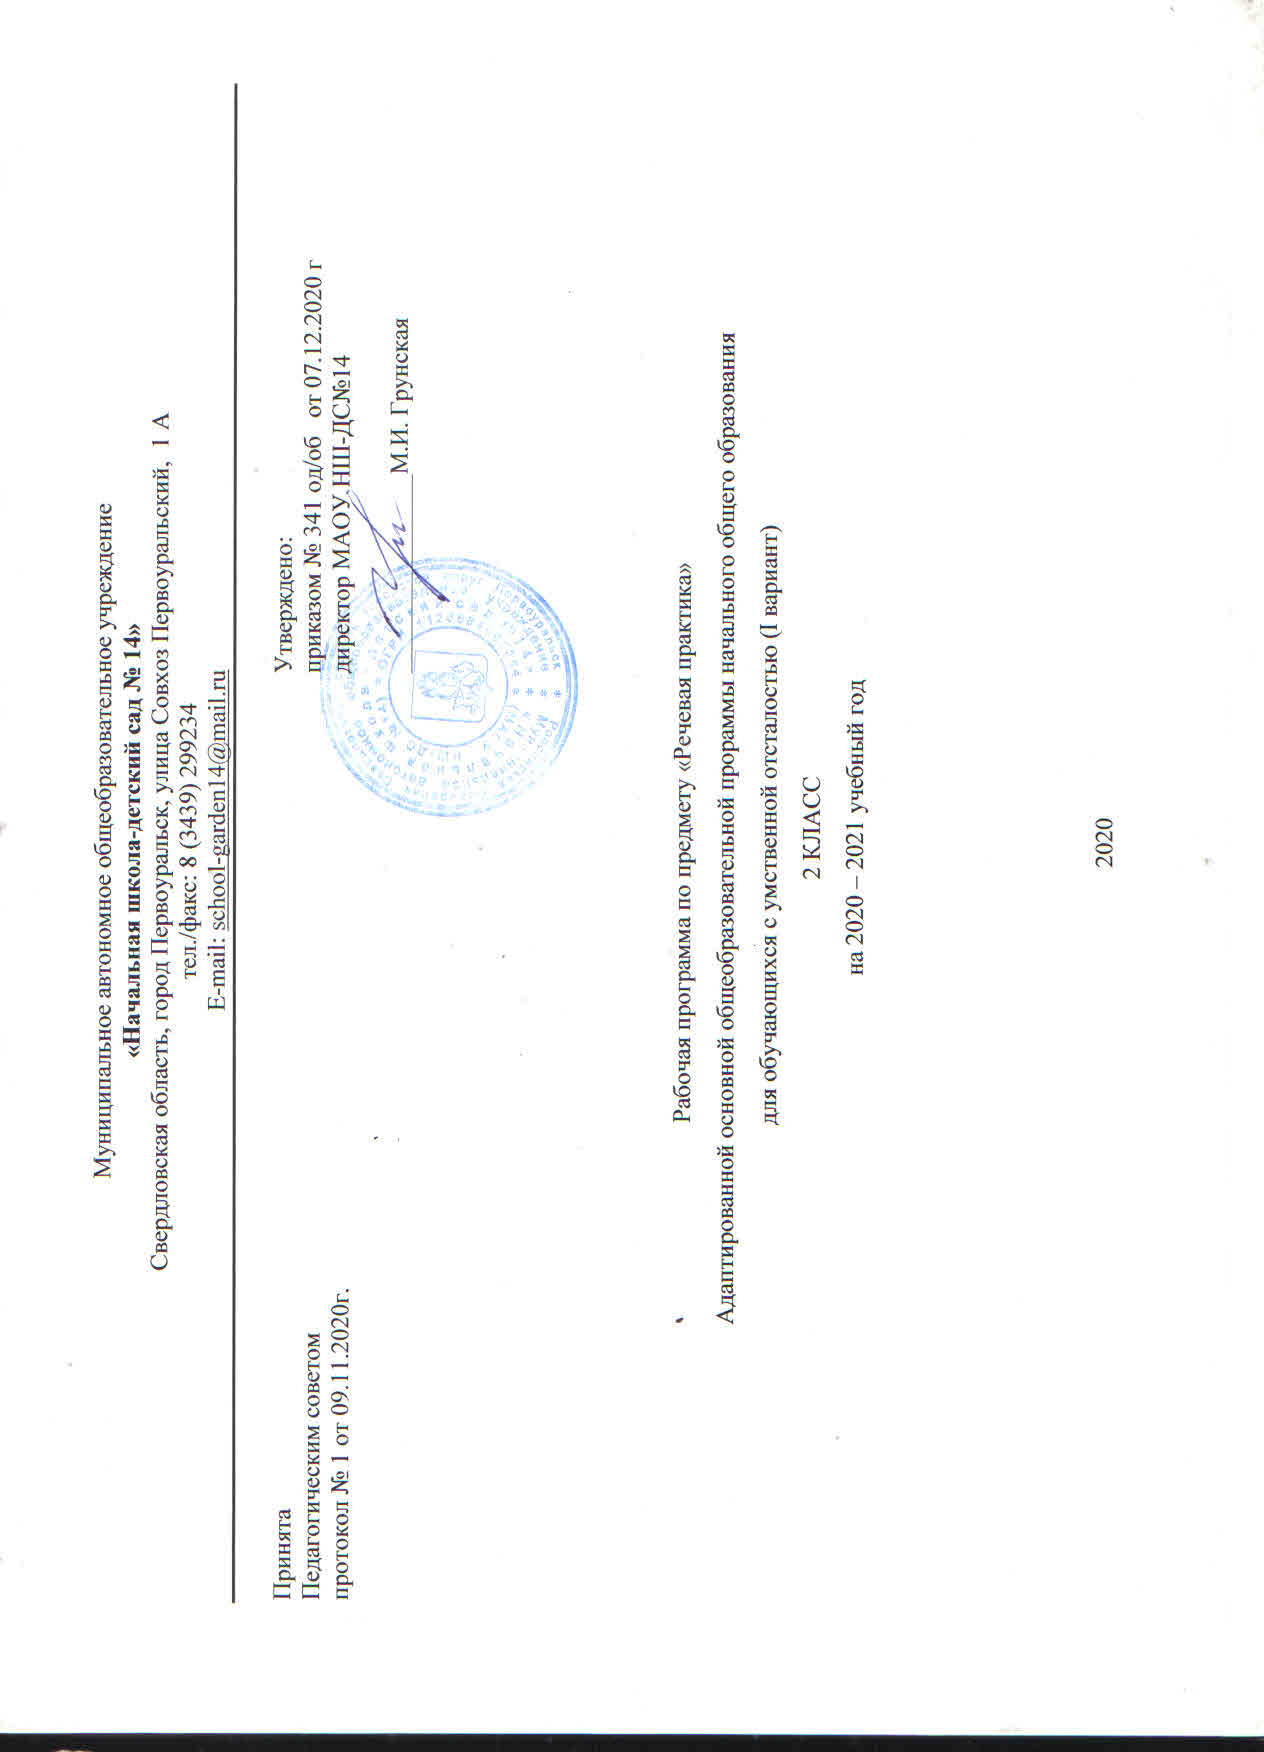 Муниципальное автономное общеобразовательное учреждение
«Начальная школа-детский сад № 14»
Свердловская область, город Первоуральск, улица Совхоз Первоуральский, 1 А
тел./факс: 8 (3439) 299234
E-mail: school-garden14@mail.ru
Принята
Педагогическим советом
протокол № 1 от 09.11.2020г.
Утверждено:
приказом № 341 од/об от 07.12.2020 г
директор МАОУ НШ-ДС№14
М.И. Грунская
Рабочая программа по предмету «Речевая практика»
Адаптированной основной общеобразовательной прораммы начального общего образования
для обучающихся с умственной отсталостью (I вариант)
2 КЛАСС
на 2020 – 2021 учебный год
2020